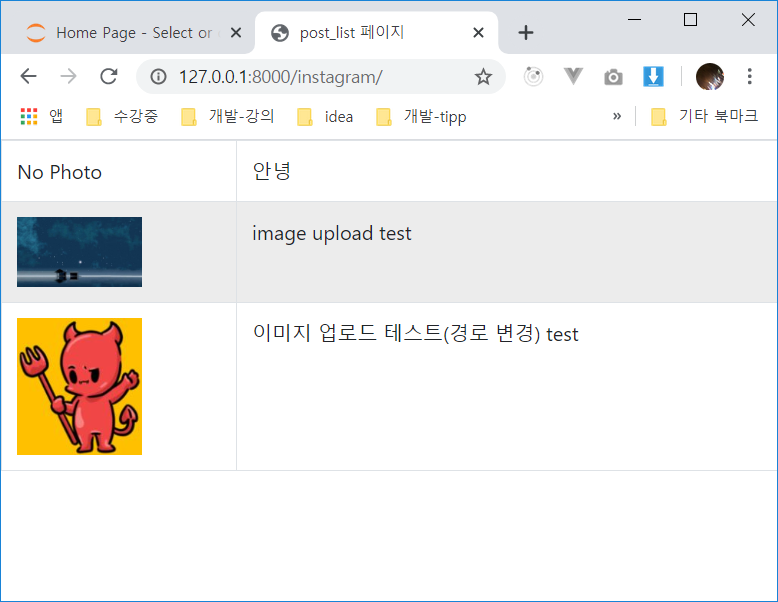 Home Page - Select or
post_list 페이지
127.0.0.1:8000/instagram/
앱 수강중 개발-강의 idea 개발-tipp » 기타 북마크
No Photo 안녕
image upload test
이미지 업로드 테스트(경로 변경) test